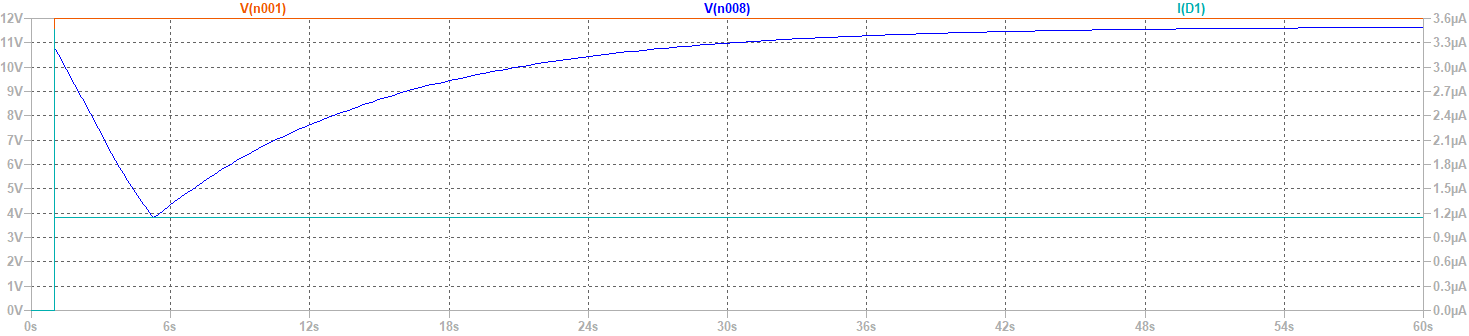 V(n001) V(n008) I(D1)
12V 3.6µA
11V 3.3µA
10V 3.0µA
9V 2.7µA
8V 2.4µA
7V 2.1µA
6V 1.8µA
5V 1.5µA
4V 1.2µA
3V 0.9µA
2V 0.6µA
1V 0.3µA
0V 0.0µA
0s 6s 12s 18s 24s 30s 36s 42s 48s 54s 60s